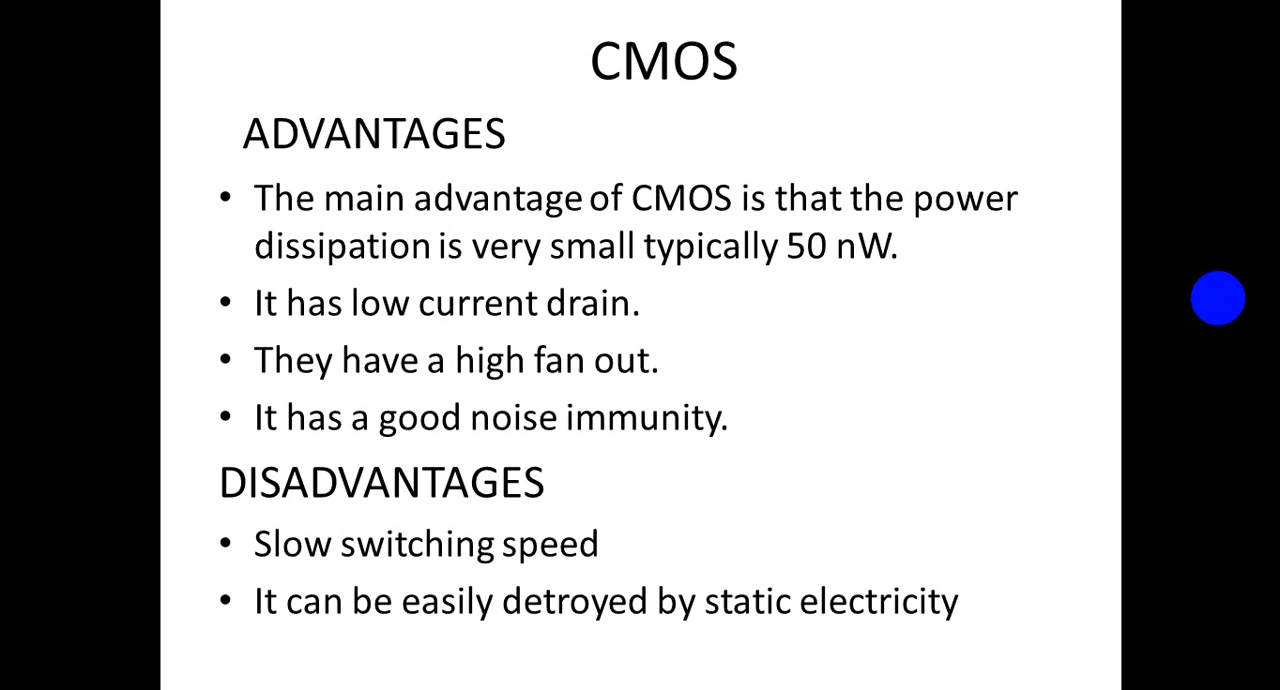 CMOS
ADVANTAGES
• The main advantage of CMOS is that the power
dissipation is very small typically 50 nW.
• It has low current drain.
• They have a high fan out.
• It has a good noise immunity.
DISADVANTAGES
• Slow switching speed
• It can be easily detroyed by static electricity